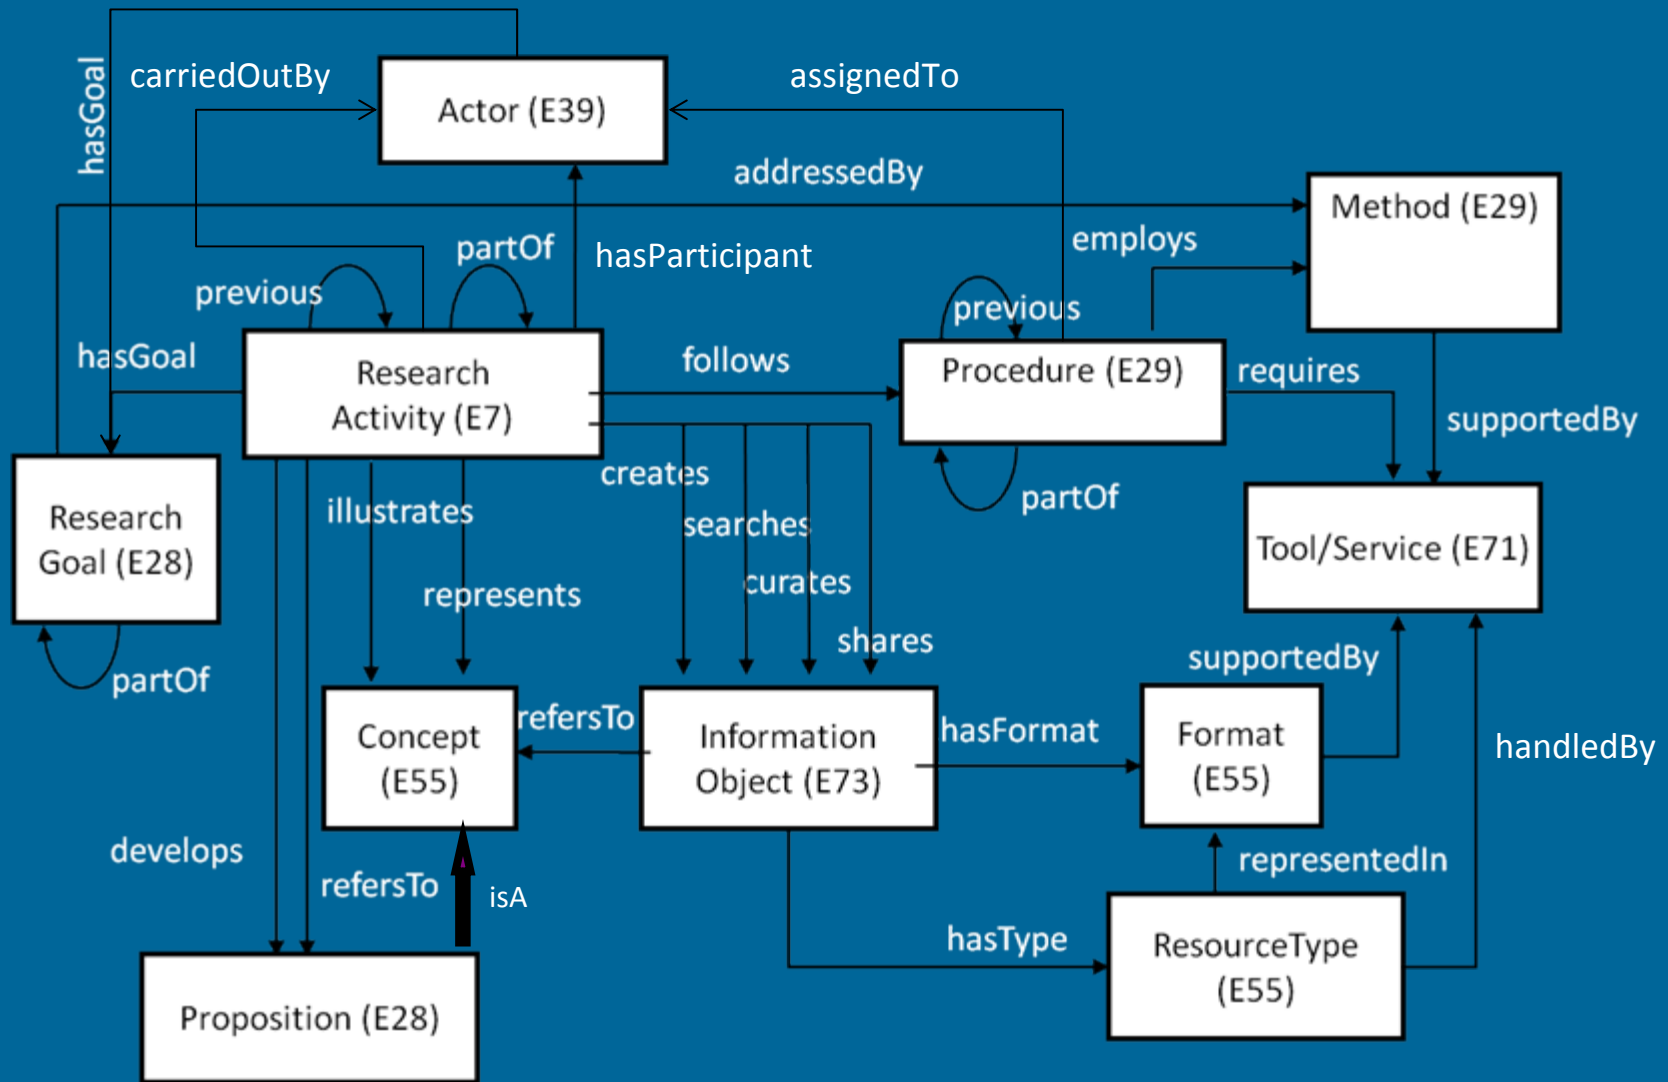 hasGoal
carriedOutBy
assignedTo
Actor (E39)
addressedBy
Method (E29)
partOf
hasParticipant
employs
previous
previous
hasGoal
Research
Activity (E7)
follows
Procedure (E29)
requires
supportedBy
creates
partOf
illustrates
searches
Research
Goal (E28)
Tool/Service (E71)
curates
represents
shares
supportedBy
partOf
refersTo
Concept
(E55)
Information
Object (E73)
hasFormat
Format
(E55)
handledBy
develops
refersTo
isA
representedIn
hasType
ResourceType
(E55)
Proposition (E28)